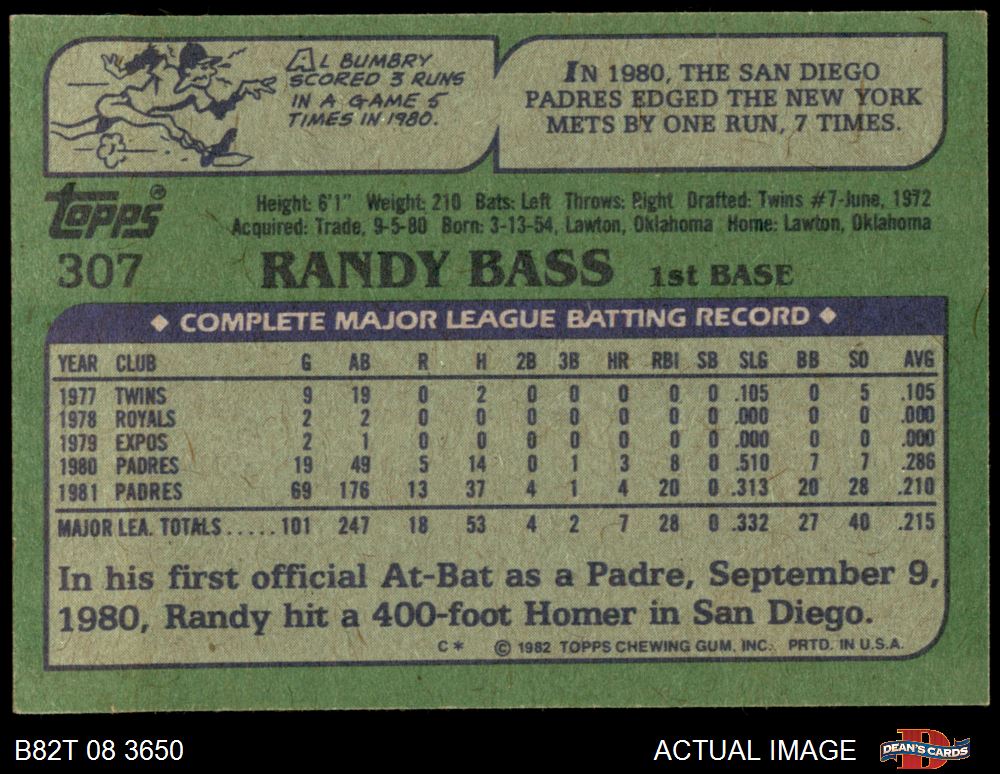 AL BUMBRY
SCORED 3 RUNS
IN A GAME 5
TIMES IN 1980.
IN 1980, THE SAN DIEGO
PADRES EDGED THE NEW YORK
METS BY ONE RUN, 7 TIMES.
topps®
Height: 6'1" Weight: 210 Bats: Left Throws: Right Drafted: Twins #7-June, 1972
Acquired: Trade, 9-5-80 Born: 3-13-54, Lawton, Oklahoma Home: Lawton, Oklahoma
307 RANDY BASS 1st BASE
◆ COMPLETE MAJOR LEAGUE BATTING RECORD ◆
YEAR CLUB G AB R H 2B 3B HR RBI SB SLG BB SO AVG
1977 TWINS 9 19 0 2 0 0 0 0 0 .105 0 5 .105
1978 ROYALS 2 2 0 0 0 0 0 0 0 .000 0 0 .000
1979 EXPOS 2 1 0 0 0 0 0 0 0 .000 0 0 .000
1980 PADRES 19 49 5 14 0 1 3 8 0 .510 7 7 .286
1981 PADRES 69 176 13 37 4 1 4 20 0 .313 20 28 .210
MAJOR LEA. TOTALS.....101 247 18 53 4 2 7 28 0 .332 27 40 .215
In his first official At-Bat as a Padre, September 9,
1980, Randy hit a 400-foot Homer in San Diego.
C* © 1982 TOPPS CHEWING GUM, INC. PRTD. IN U.S.A.
B82T 08 3650
ACTUAL IMAGE
DEAN'S CARDS